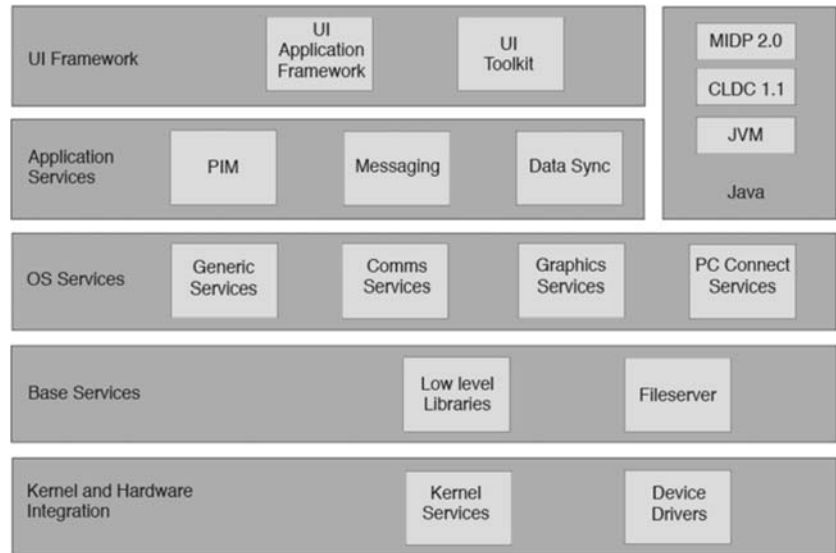 UI Framework
UI
Application
Framework
UI
Toolkit
MIDP 2.0
CLDC 1.1
JVM
Java
Application
Services
PIM
Messaging
Data Sync
OS Services
Generic
Services
Comms
Services
Graphics
Services
PC Connect
Services
Base Services
Low level
Libraries
Fileserver
Kernel and Hardware
Integration
Kernel
Services
Device
Drivers